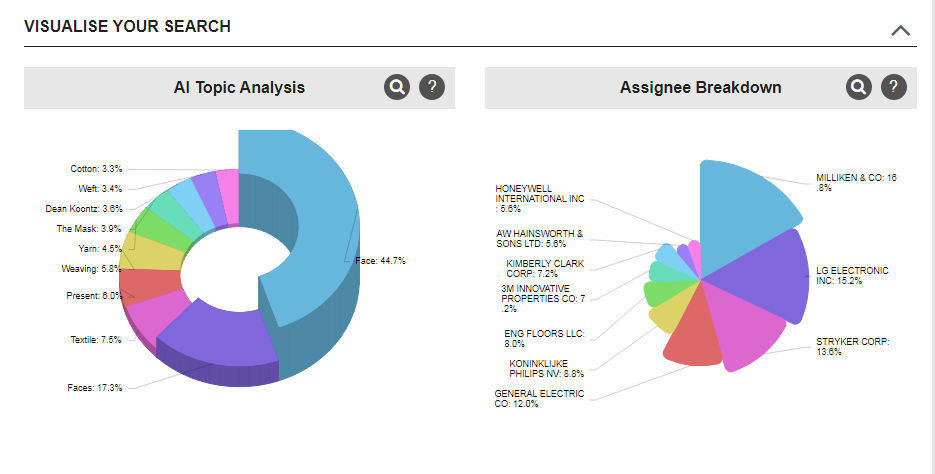 VISUALISE YOUR SEARCH
AI Topic Analysis
?
Cotton: 3.3%
Weft: 3.4%
Dean Koontz: 3.6%
The Mask: 3.9%
Yarn: 4.5%
Weaving: 5.8%
Present: 6.0%
Textile: 7.5%
Faces: 17.3%
Face: 44.7%
Assignee Breakdown
?
HONEYWELL
INTERNATIONAL INC
: 5.6%
AW HAINSWORTH &
SONS LTD: 5.6%
KIMBERLY CLARK
CORP: 7.2%
3M INNOVATIVE
PROPERTIES CO: 7
.2%
ENG FLOORS LLC:
8.0%
KONINKLIJKE
PHILIPS NV: 8.8%
GENERAL ELECTRIC
CO: 12.0%
MILLIKEN & CO: 16
.8%
LG ELECTRONIC
INC: 15.2%
STRYKER CORP:
13.6%